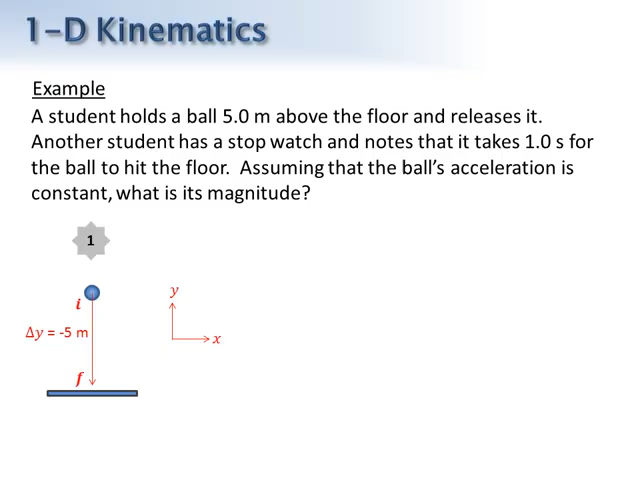 1-D Kinematics
Example
A student holds a ball 5.0 m above the floor and releases it.
Another student has a stop watch and notes that it takes 1.0 s for
the ball to hit the floor. Assuming that the ball's acceleration is
constant, what is its magnitude?
1
y
i
Δy = -5 m
x
f